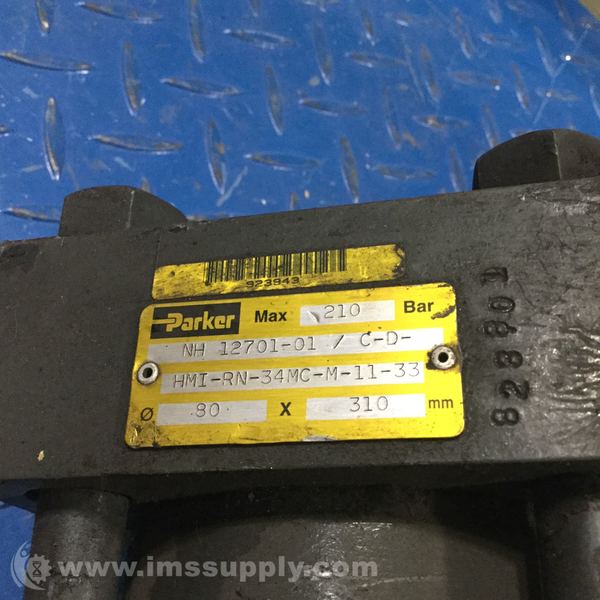 923943
Parker Max 210 Bar
NH 12701-01 / C-D-
HMI-RN-34MC-M-11-33
Ø 80 X 310 mm
www.imssupply.com